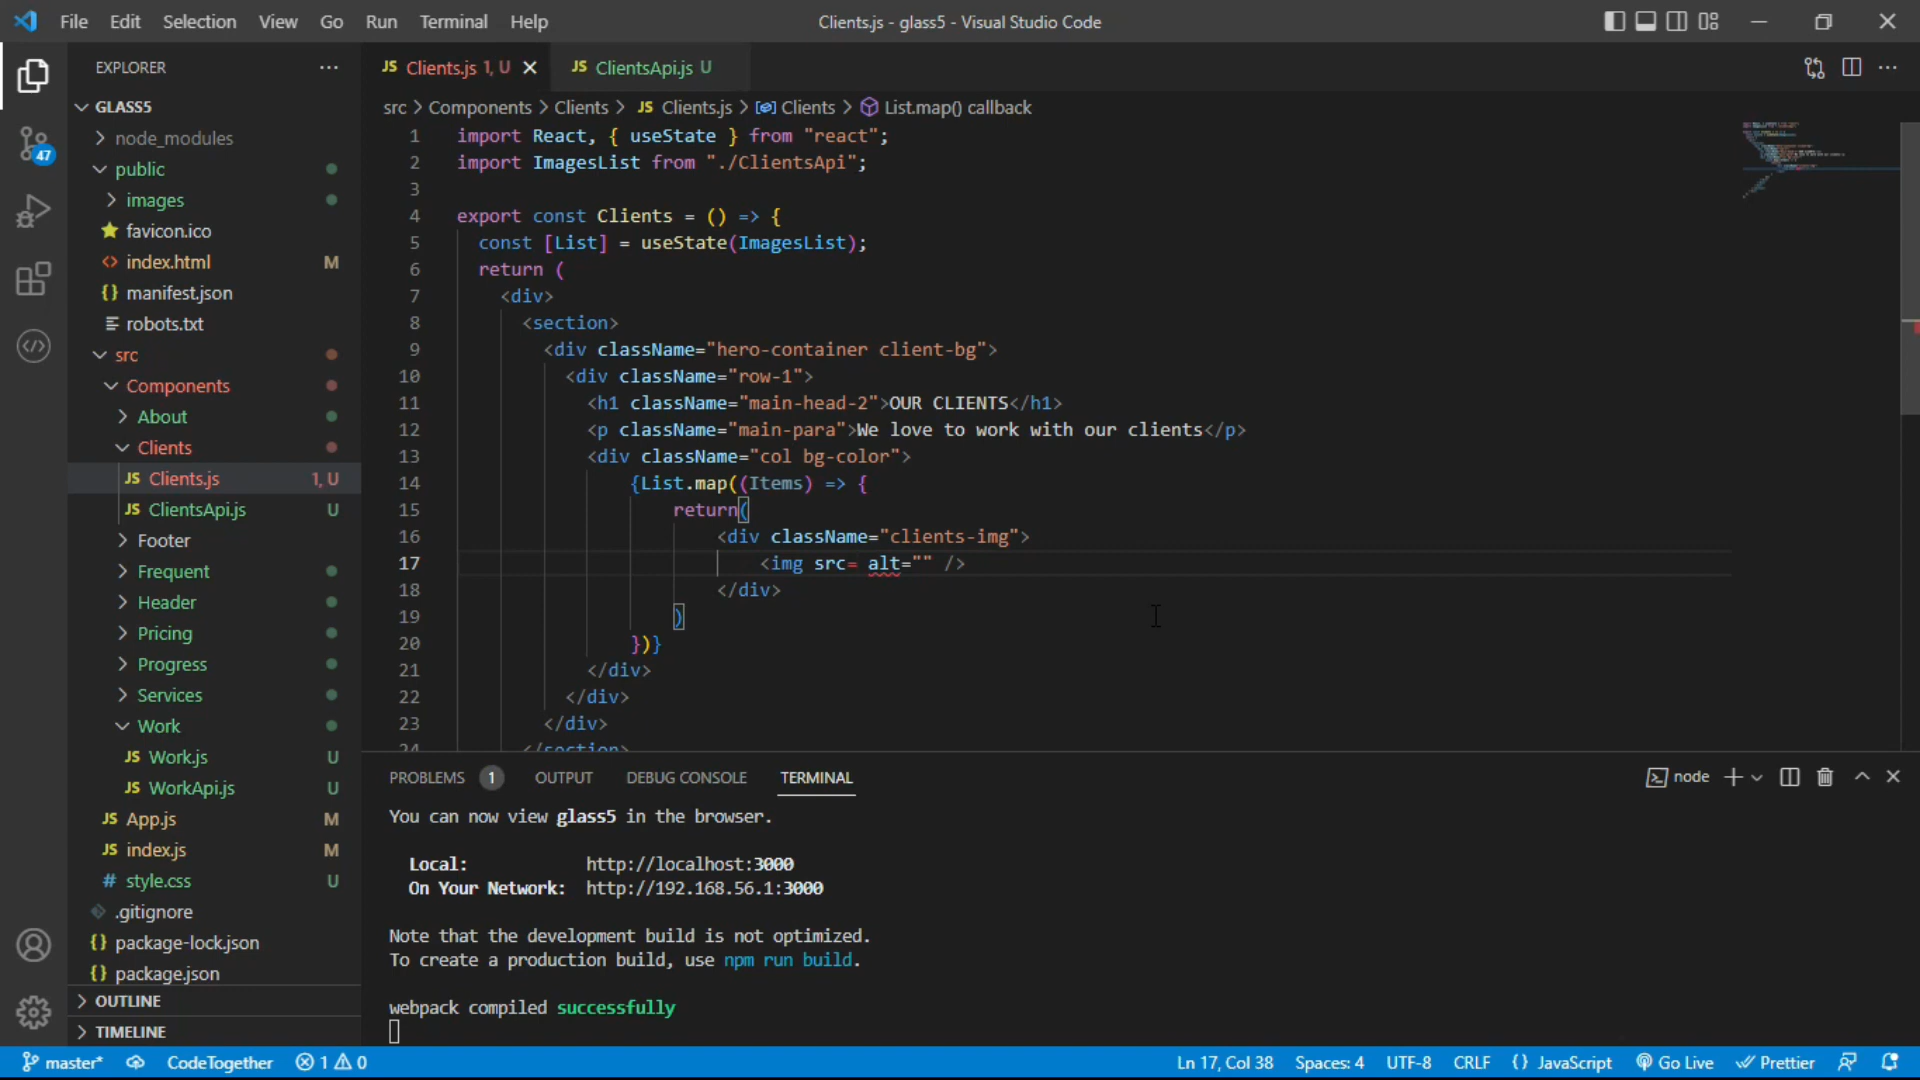 File Edit Selection View Go Run Terminal Help
Clients.js - glass5 - Visual Studio Code
EXPLORER
GLASS5
node_modules
public
images
favicon.ico
index.html M
manifest.json
robots.txt
src
Components
About
Clients
Clients.js 1, U
ClientsApi.js U
Footer
Frequent
Header
Pricing
Progress
Services
Work
Work.js U
WorkApi.js U
App.js M
index.js M
style.css U
.gitignore
package-lock.json
package.json
OUTLINE
TIMELINE
47
JS Clients.js 1, U
JS ClientsApi.js U
src > Components > Clients > JS Clients.js > Clients > List.map() callback
1 import React, { useState } from "react";
2 import ImagesList from "./ClientsApi";
3
4 export const Clients = () => {
5 const [List] = useState(ImagesList);
6 return (
7 <div>
8 <section>
9 <div className="hero-container client-bg">
10 <div className="row-1">
11 <h1 className="main-head-2">OUR CLIENTS</h1>
12 <p className="main-para">We love to work with our clients</p>
13 <div className="col bg-color">
14 {List.map((Items) => {
15 return(
16 <div className="clients-img">
17 <img src= alt="" />
18 </div>
19 )
20 })}
21 </div>
22 </div>
23 </div>
24 </section>
PROBLEMS 1 OUTPUT DEBUG CONSOLE TERMINAL
node
You can now view glass5 in the browser.
Local: http://localhost:3000
On Your Network: http://192.168.56.1:3000
Note that the development build is not optimized.
To create a production build, use npm run build.
webpack compiled successfully
master* CodeTogether 1 0
Ln 17, Col 38 Spaces: 4 UTF-8 CRLF {} JavaScript Go Live Prettier